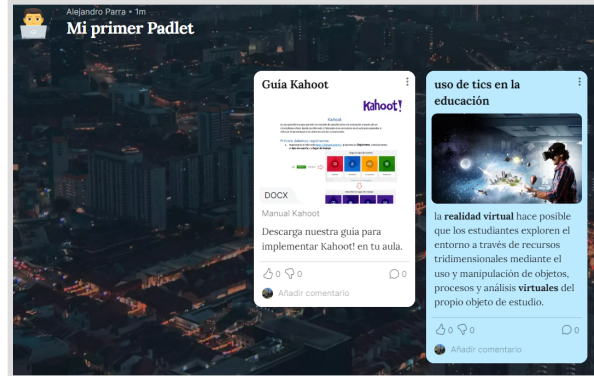 Alejandro Parra • 1m
Mi primer Padlet
Guía Kahoot
Kahoot!
Kahoot
DOCX
Manual Kahoot
Descarga nuestra guía para
implementar Kahoot! en tu aula.
0 0 0
Añadir comentario
uso de tics en la
educación
la realidad virtual hace posible
que los estudiantes exploren el
entorno a través de recursos
tridimensionales mediante el
uso y manipulación de objetos,
procesos y análisis virtuales del
propio objeto de estudio.
0 0 0
Añadir comentario